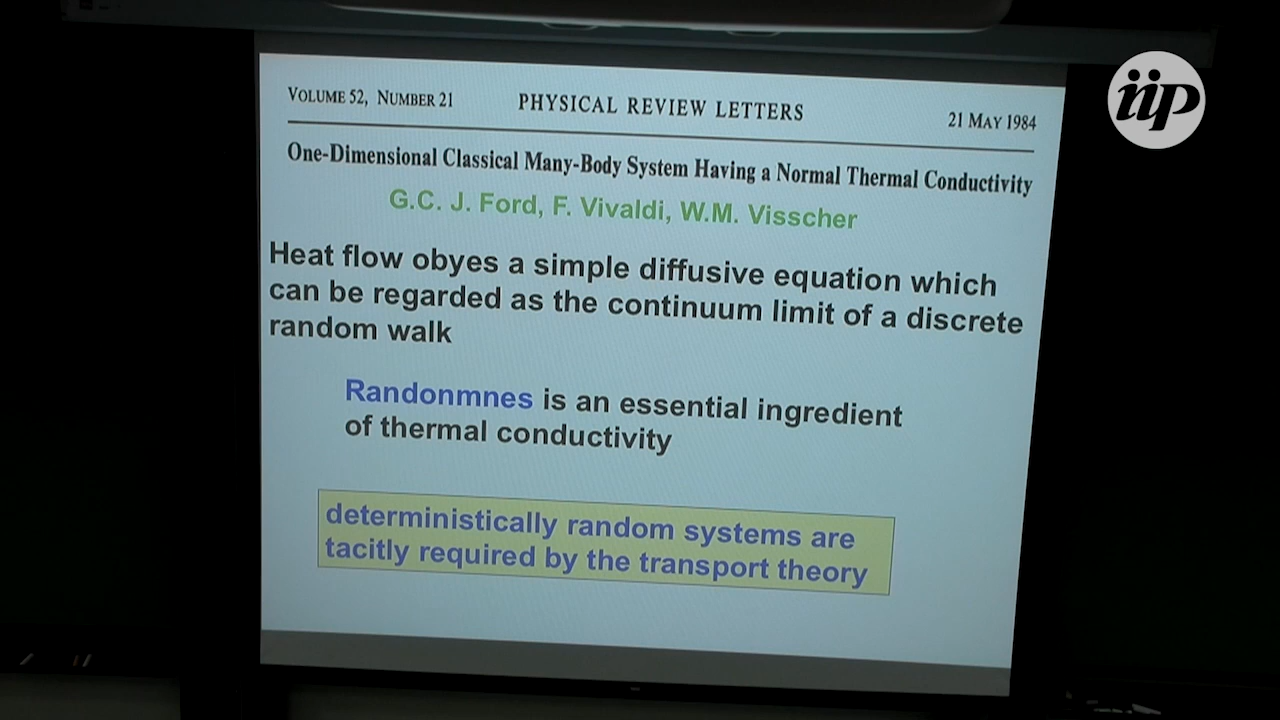 iip
VOLUME 52, NUMBER 21 PHYSICAL REVIEW LETTERS 21 MAY 1984
One-Dimensional Classical Many-Body System Having a Normal Thermal Conductivity
G.C. J. Ford, F. Vivaldi, W.M. Visscher
Heat flow obyes a simple diffusive equation which
can be regarded as the continuum limit of a discrete
random walk
Randonmnes is an essential ingredient
of thermal conductivity
deterministically random systems are
tacitly required by the transport theory